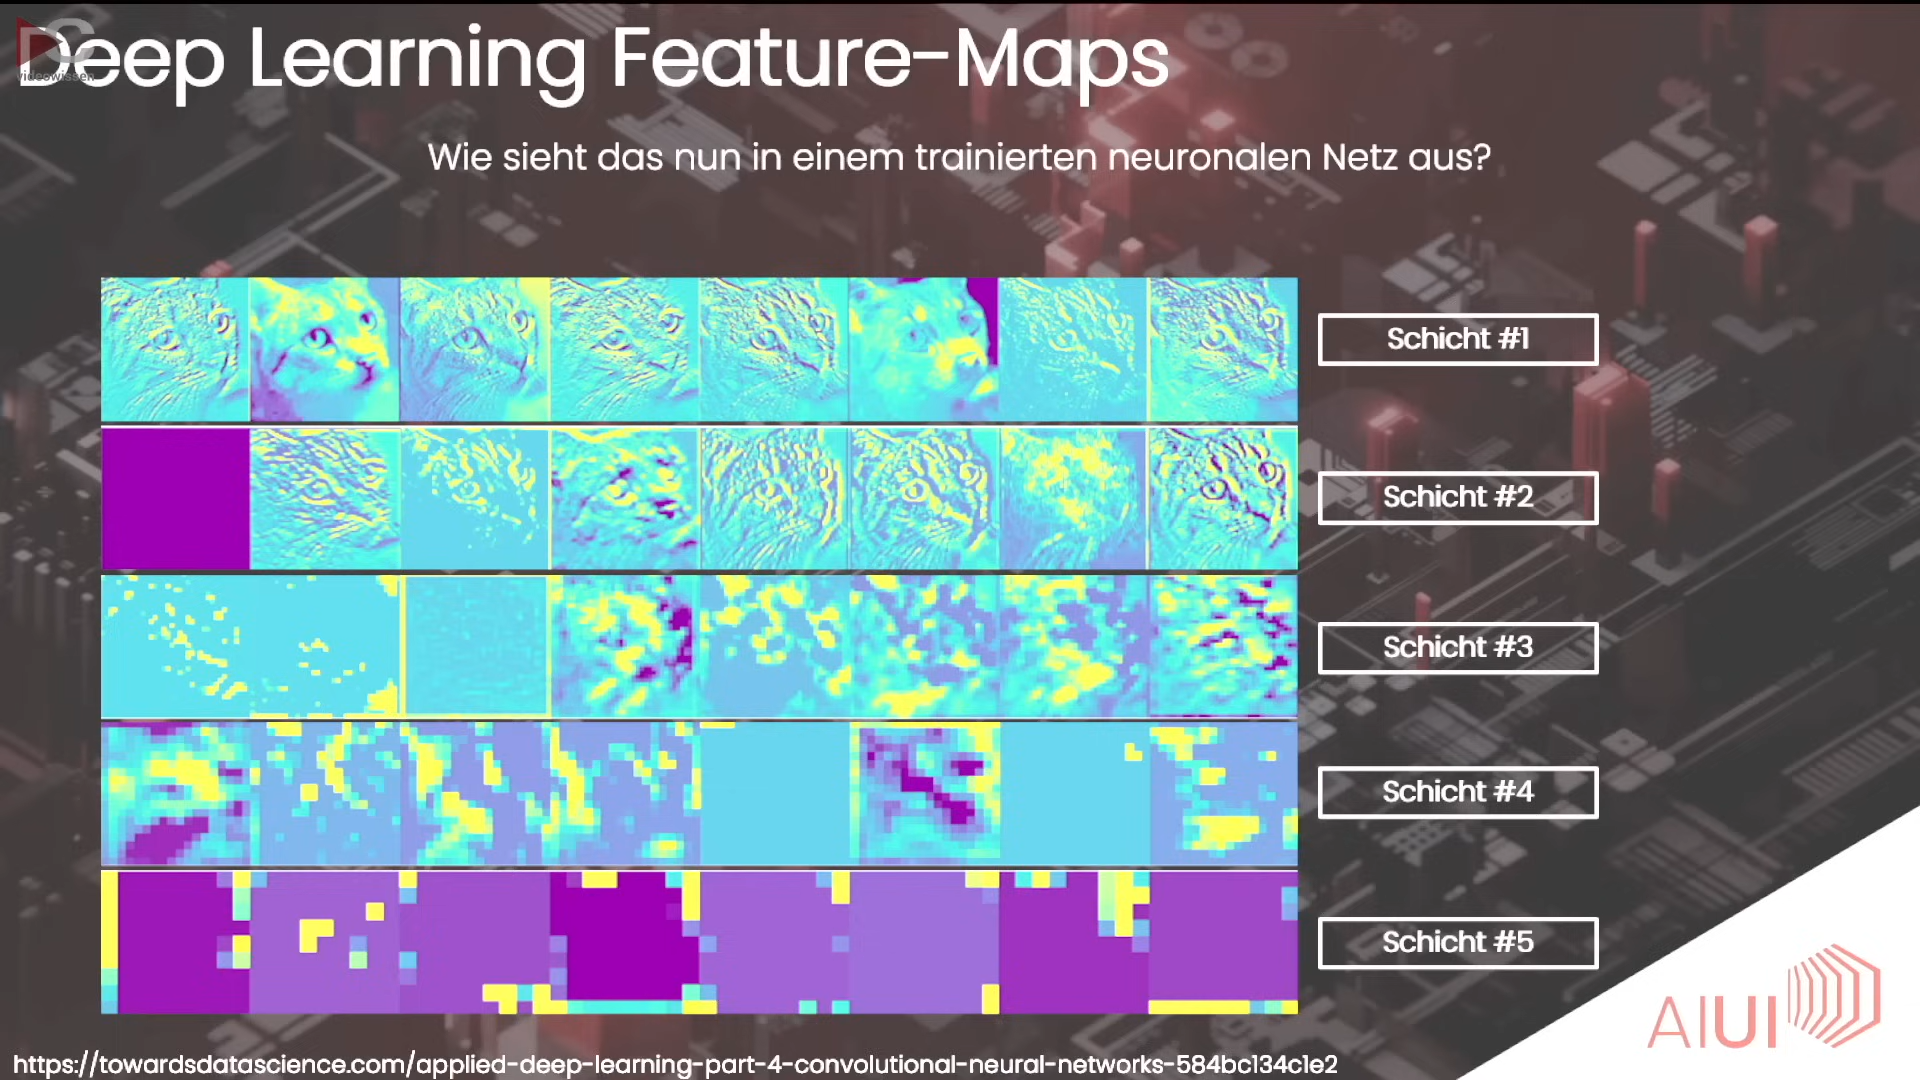 Deep Learning Feature-Maps
videowissen
Wie sieht das nun in einem trainierten neuronalen Netz aus?
Schicht #1
Schicht #2
Schicht #3
Schicht #4
Schicht #5
AIUI
https://towardsdatascience.com/applied-deep-learning-part-4-convolutional-neural-networks-584bc134c1e2